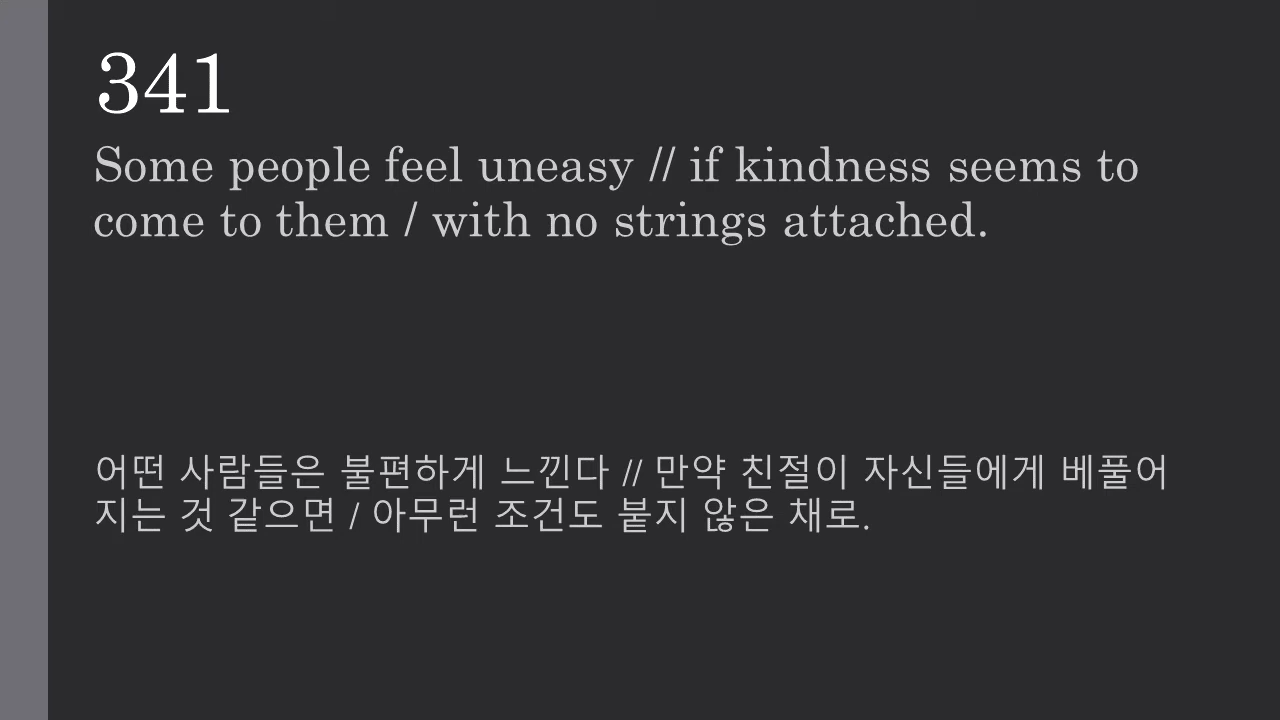 341
Some people feel uneasy // if kindness seems to
come to them / with no strings attached.
어떤 사람들은 불편하게 느낀다 // 만약 친절이 자신들에게 베풀어
지는 것 같으면 / 아무런 조건도 붙지 않은 채로.